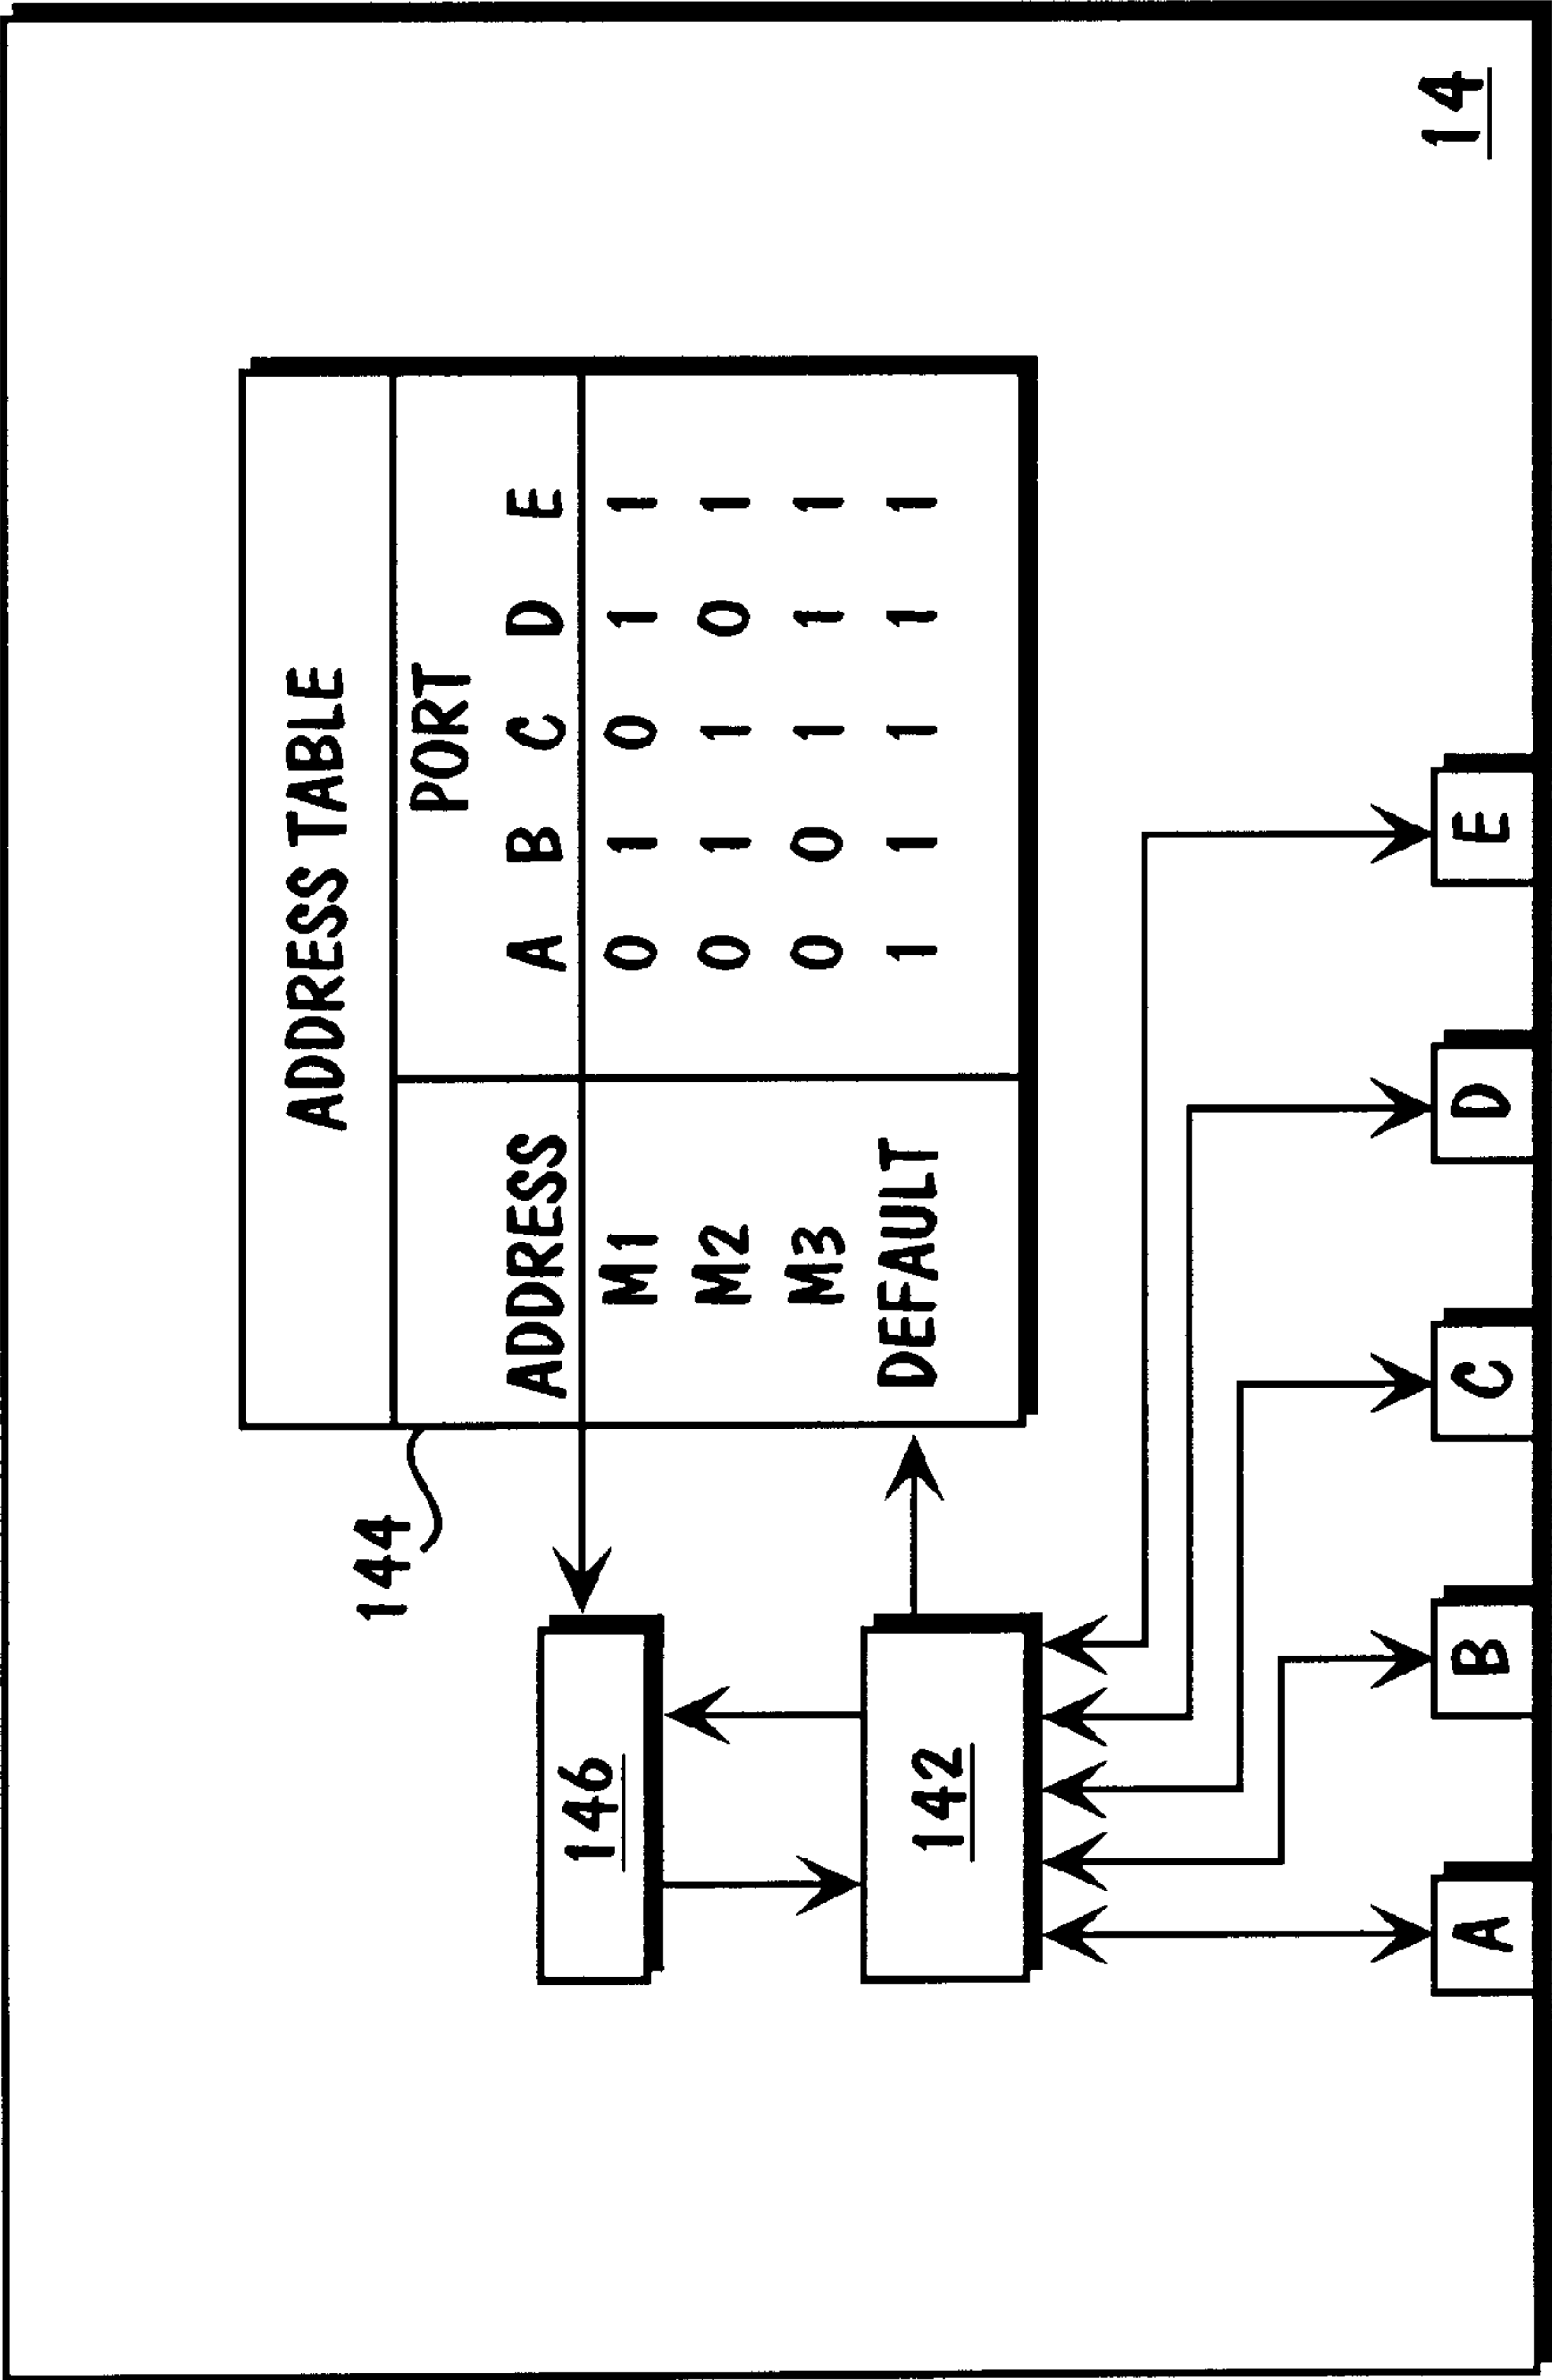 ADDRESS TABLE
PORT
ADDRESS A B C D E
M1 0 1 0 1 1
M2 0 1 1 0 1
M3 0 0 1 1 1
DEFAULT 1 1 1 1 1
144
146
142
A B C D E
14